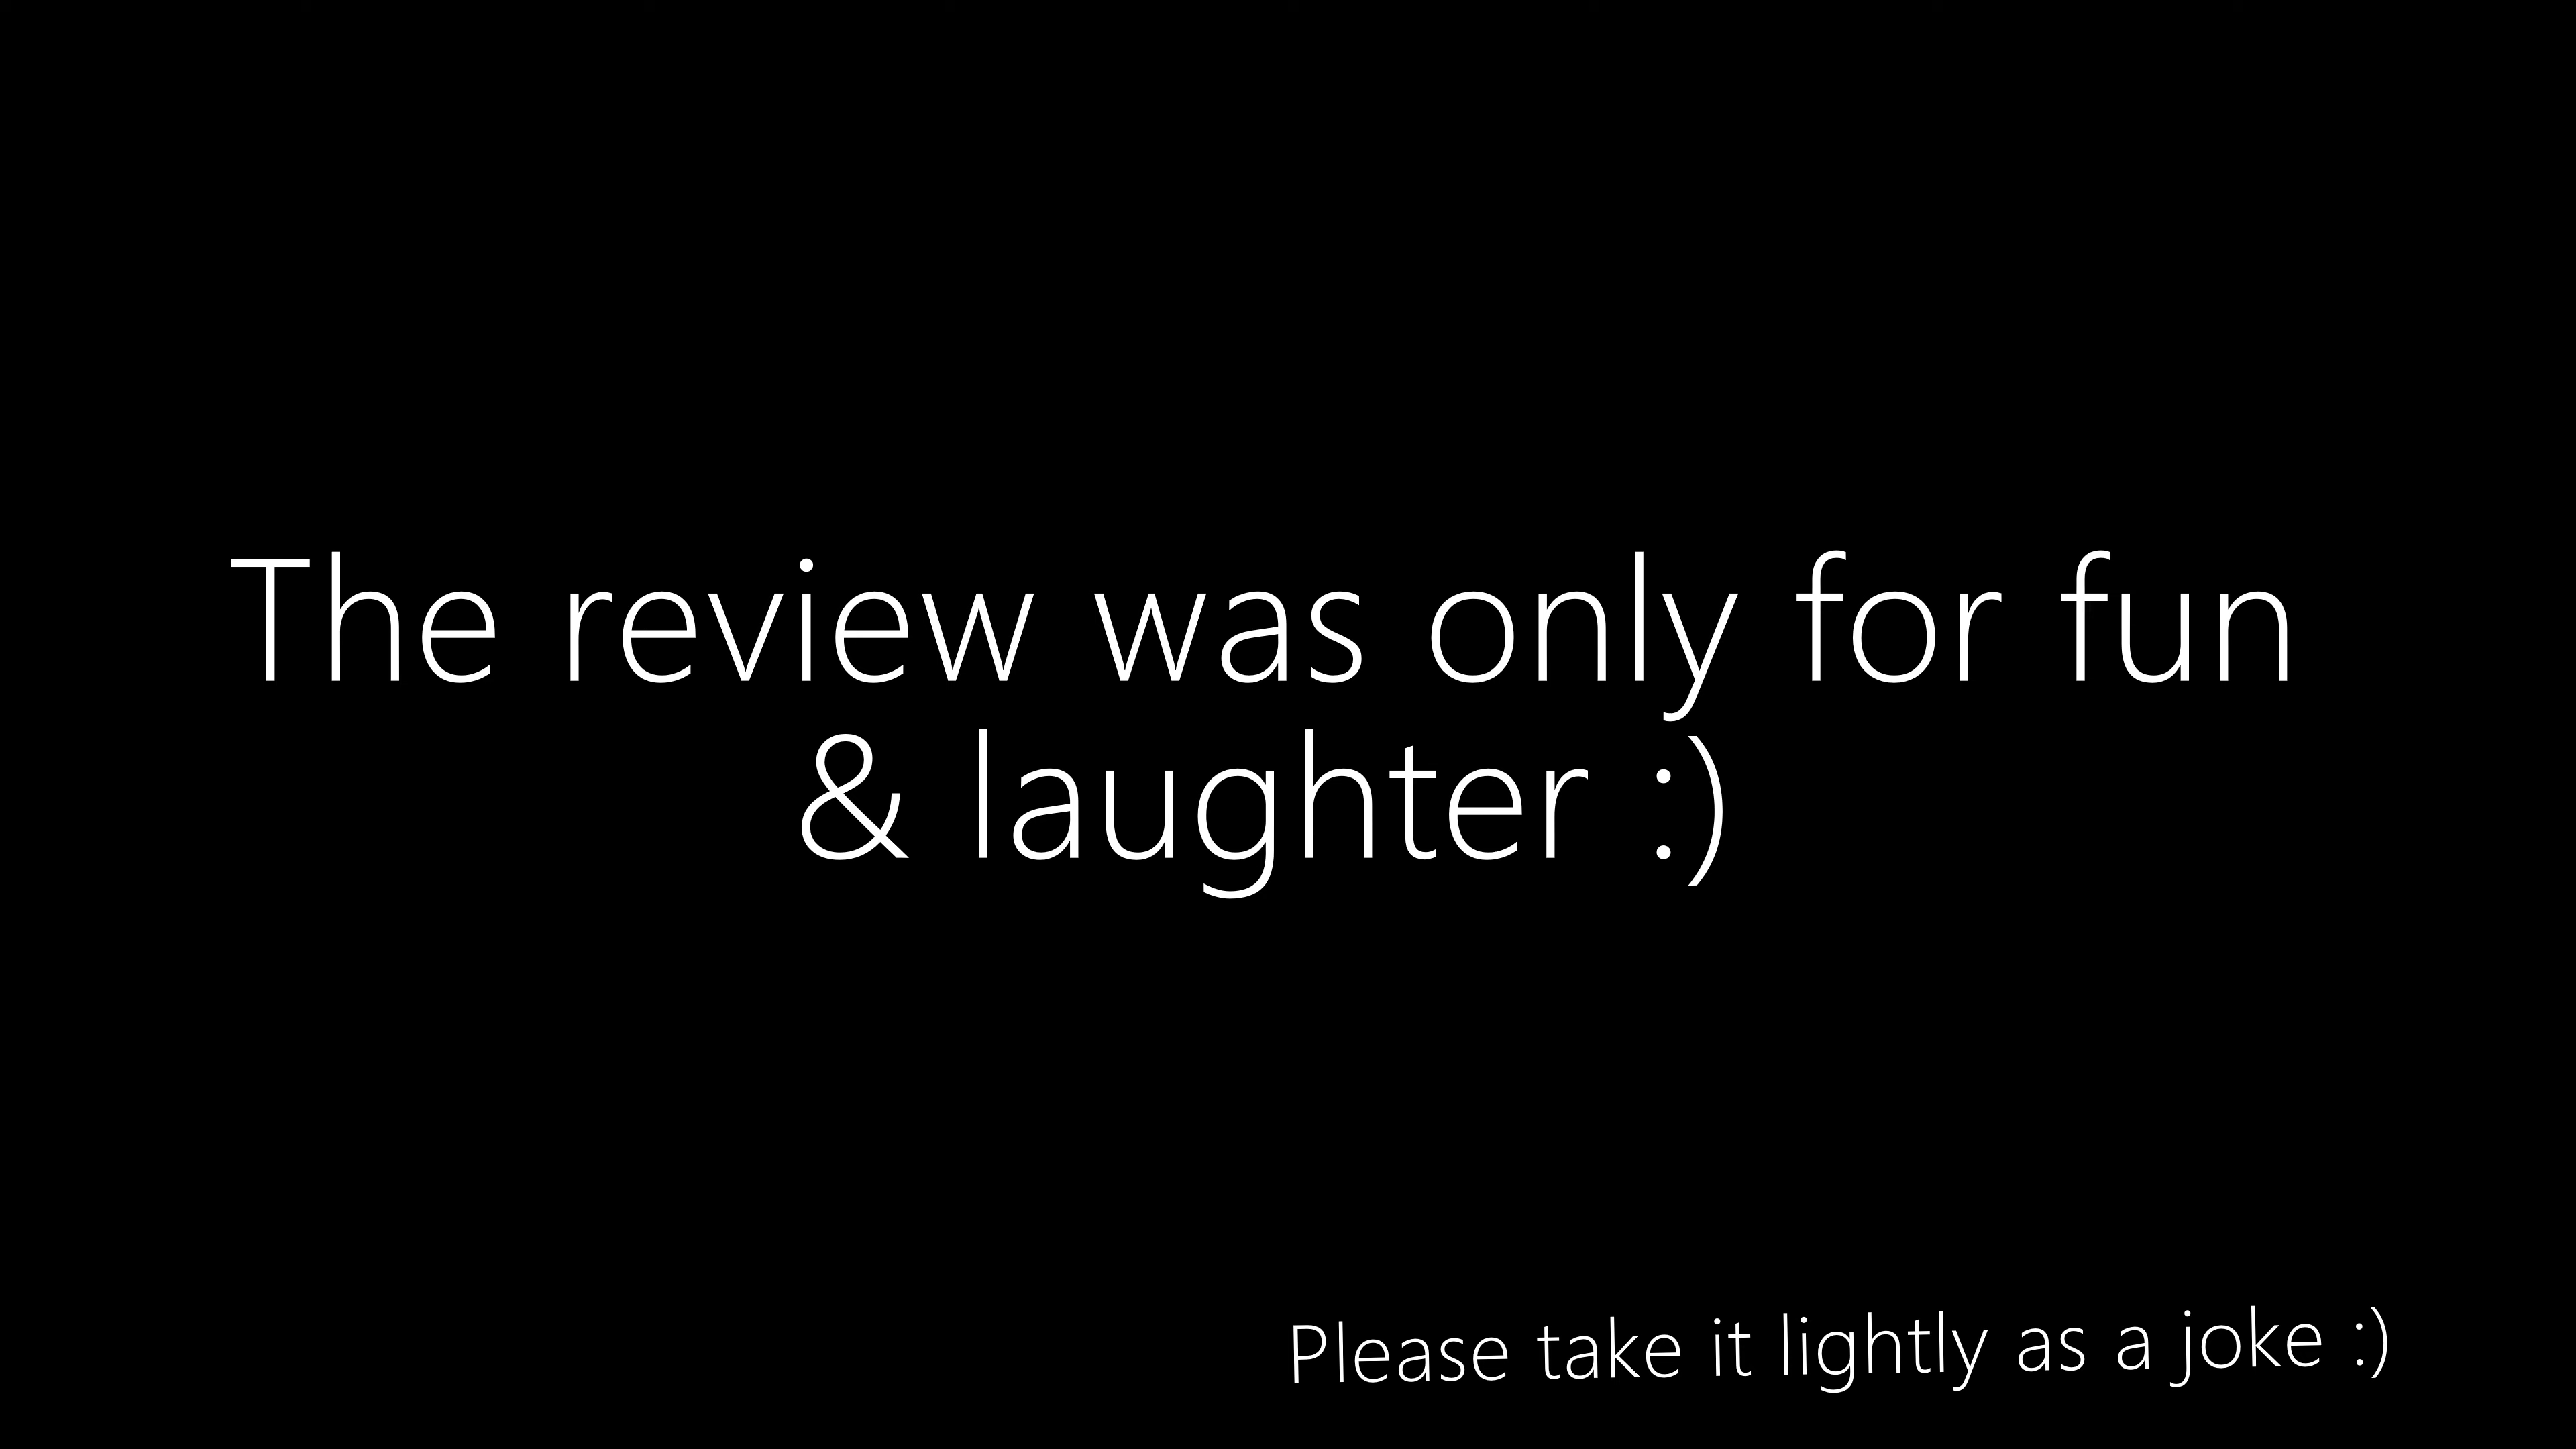 The review was only for fun
& laughter :)
Please take it lightly as a joke :)